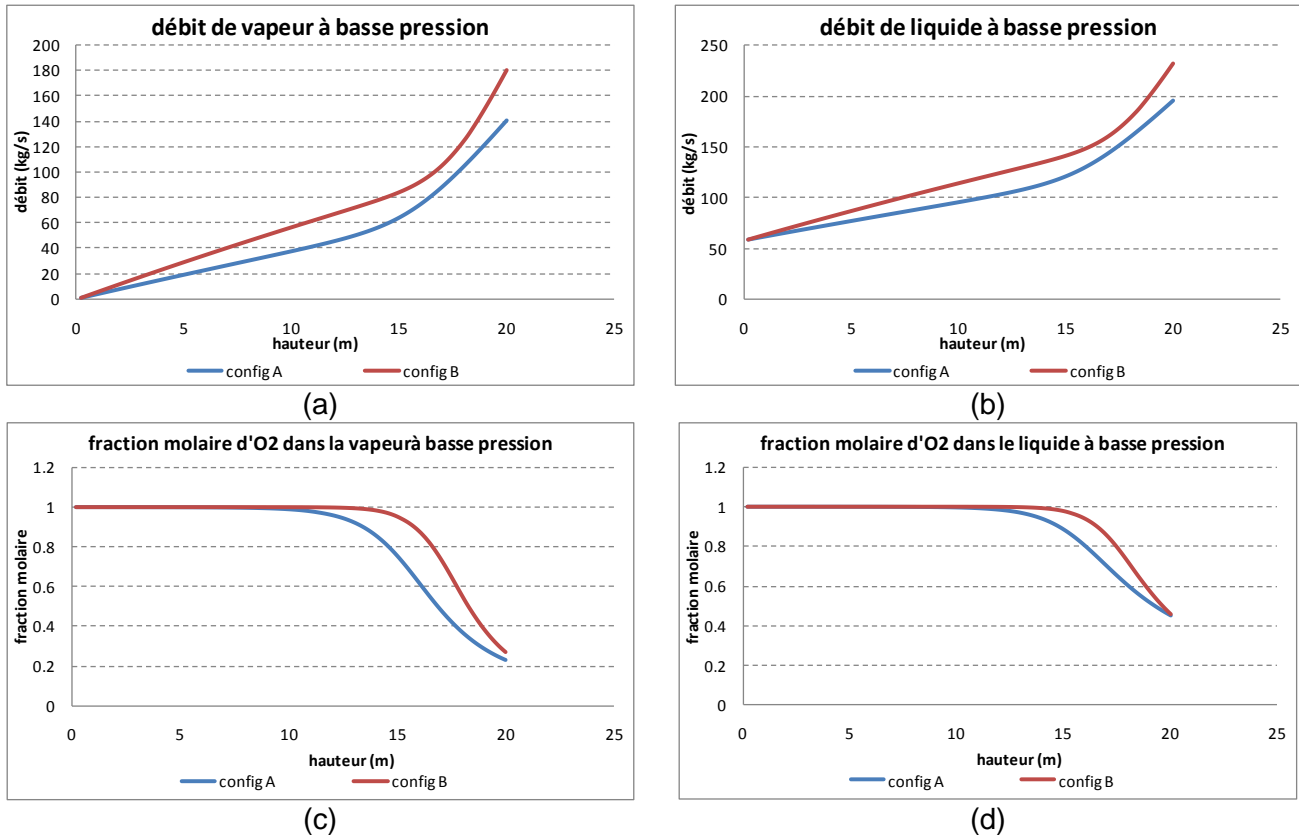 débit de vapeur à basse pression
200
180
160
140
120
100
80
60
40
20
0
débit (kg/s)
0 5 10 15 20 25
hauteur (m)
config A config B
(a)
débit de liquide à basse pression
250
200
150
100
50
0
débit (kg/s)
0 5 10 15 20 25
hauteur (m)
config A config B
(b)
fraction molaire d'O2 dans la vapeurà basse pression
1.2
1
0.8
0.6
0.4
0.2
0
fraction molaire
0 5 10 15 20 25
hauteur (m)
config A config B
(c)
fraction molaire d'O2 dans le liquide à basse pression
1.2
1
0.8
0.6
0.4
0.2
0
fraction molaire
0 5 10 15 20 25
hauteur (m)
config A config B
(d)